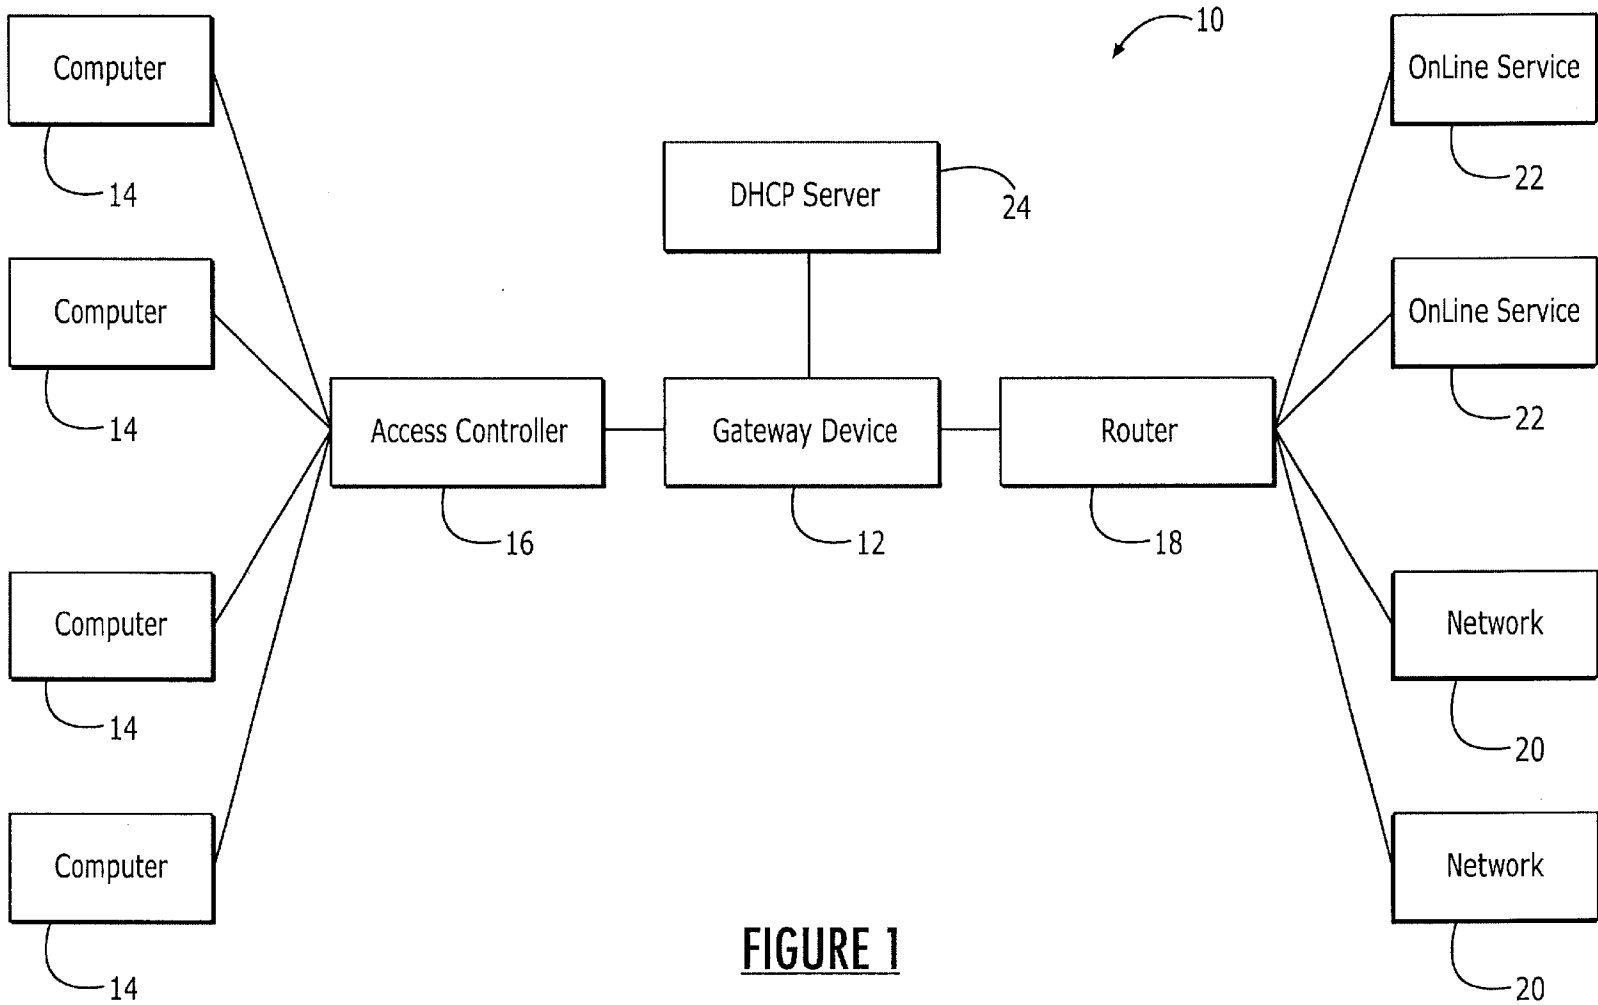 10
Computer
14
OnLine Service
22
DHCP Server
24
Computer
14
OnLine Service
22
Access Controller
16
Gateway Device
12
Router
18
Computer
14
Network
20
Computer
14
Network
20
FIGURE 1